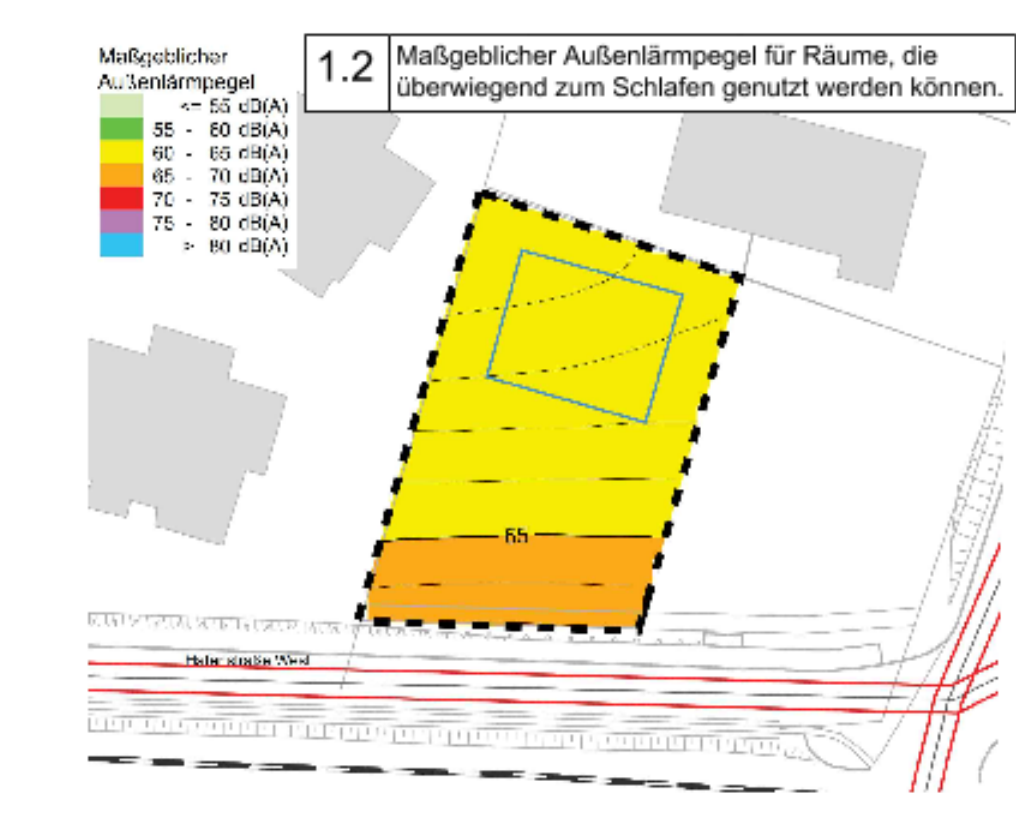 Maßgeblicher
Außenlärmpegel
<= 55 dB(A)
55 - 60 dB(A)
60 - 65 dB(A)
65 - 70 dB(A)
70 - 75 dB(A)
75 - 80 dB(A)
> 80 dB(A)
1.2
Maßgeblicher Außenlärmpegel für Räume, die
überwiegend zum Schlafen genutzt werden können.
65
West